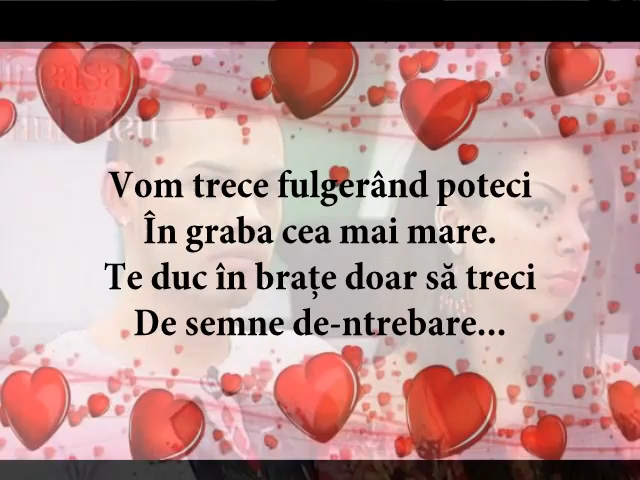 Vom trece fulgerând poteci
În graba cea mai mare.
Te duc în brațe doar să treci
De semne de-ntrebare...